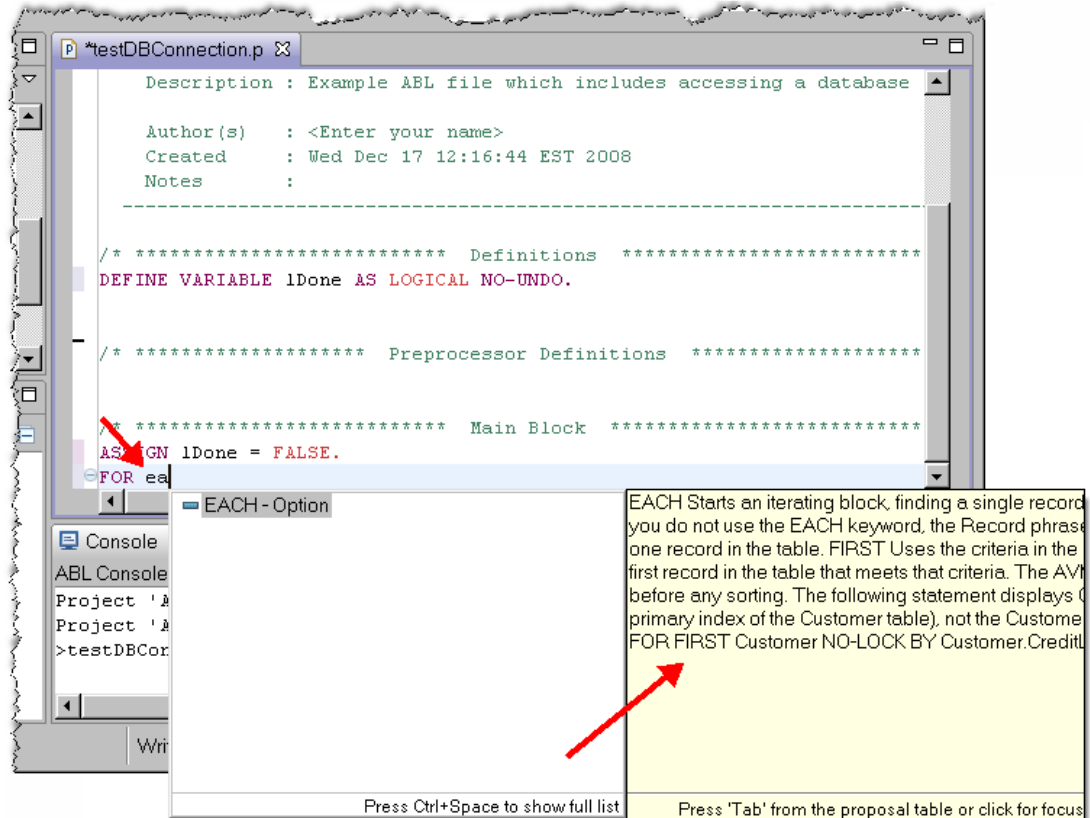 *testDBConnection.p
Description : Example ABL file which includes accessing a database
Author(s) : <Enter your name>
Created : Wed Dec 17 12:16:44 EST 2008
Notes :
----------------------------------------------------------------------
/* *************************** Definitions **************************
DEFINE VARIABLE lDone AS LOGICAL NO-UNDO.
/* ******************** Preprocessor Definitions ********************
/* *************************** Main Block ***************************
ASSIGN lDone = FALSE.
FOR ea
EACH - Option
EACH Starts an iterating block, finding a single record
you do not use the EACH keyword, the Record phrase
one record in the table. FIRST Uses the criteria in the
first record in the table that meets that criteria. The AVM
before any sorting. The following statement displays
primary index of the Customer table), not the Custome
FOR FIRST Customer NO-LOCK BY Customer.CreditL
Console
ABL Console
Project 'A
Project 'A
>testDBCon
Wri
Press Ctrl+Space to show full list
Press 'Tab' from the proposal table or click for focus